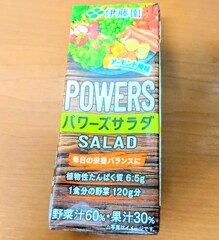 伊藤園
POWERS
パワーズサラダ
SALAD
毎日の栄養バランスに
植物性たんぱく質 6.5g
1食分の野菜 120g分
野菜汁60%・果汁30%